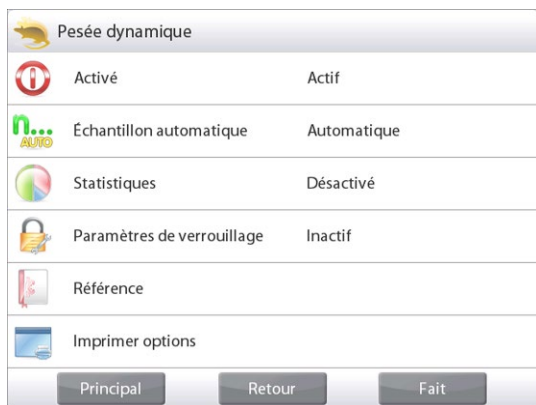 Pesée dynamique
Activé Actif
n... AUTO Échantillon automatique Automatique
Statistiques Désactivé
Paramètres de verrouillage Inactif
Référence
Imprimer options
Principal Retour Fait